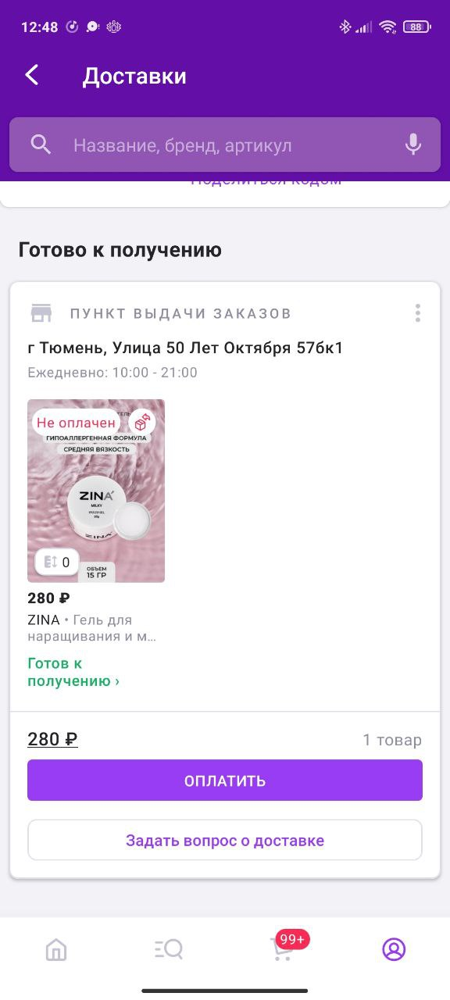 12:48
88
Доставки
Название, бренд, артикул
Поделиться кодом
Готово к получению
ПУНКТ ВЫДАЧИ ЗАКАЗОВ
г Тюмень, Улица 50 Лет Октября 57бк1
Ежедневно: 10:00 - 21:00
Не оплачен
ГИПОАЛЛЕРГЕННАЯ ФОРМУЛА
СРЕДНЯЯ ВЯЗКОСТЬ
ZINA
MILKY
ZINA
0
ОБЪЕМ
15 ГР
280 ₽
ZINA • Гель для
наращивания и м...
Готов к
получению ›
280 ₽
1 товар
ОПЛАТИТЬ
Задать вопрос о доставке
99+